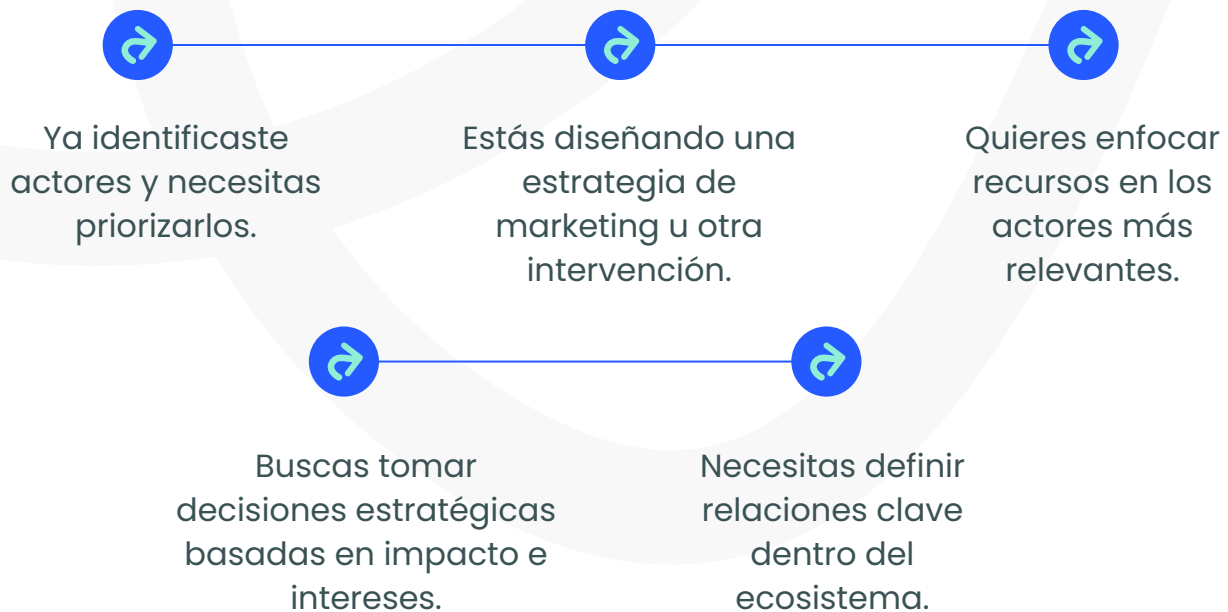 Ya identificaste
actores y necesitas
priorizarlos.
Estás diseñando una
estrategia de
marketing u otra
intervención.
Quieres enfocar
recursos en los
actores más
relevantes.
Buscas tomar
decisiones estratégicas
basadas en impacto e
intereses.
Necesitas definir
relaciones clave
dentro del
ecosistema.